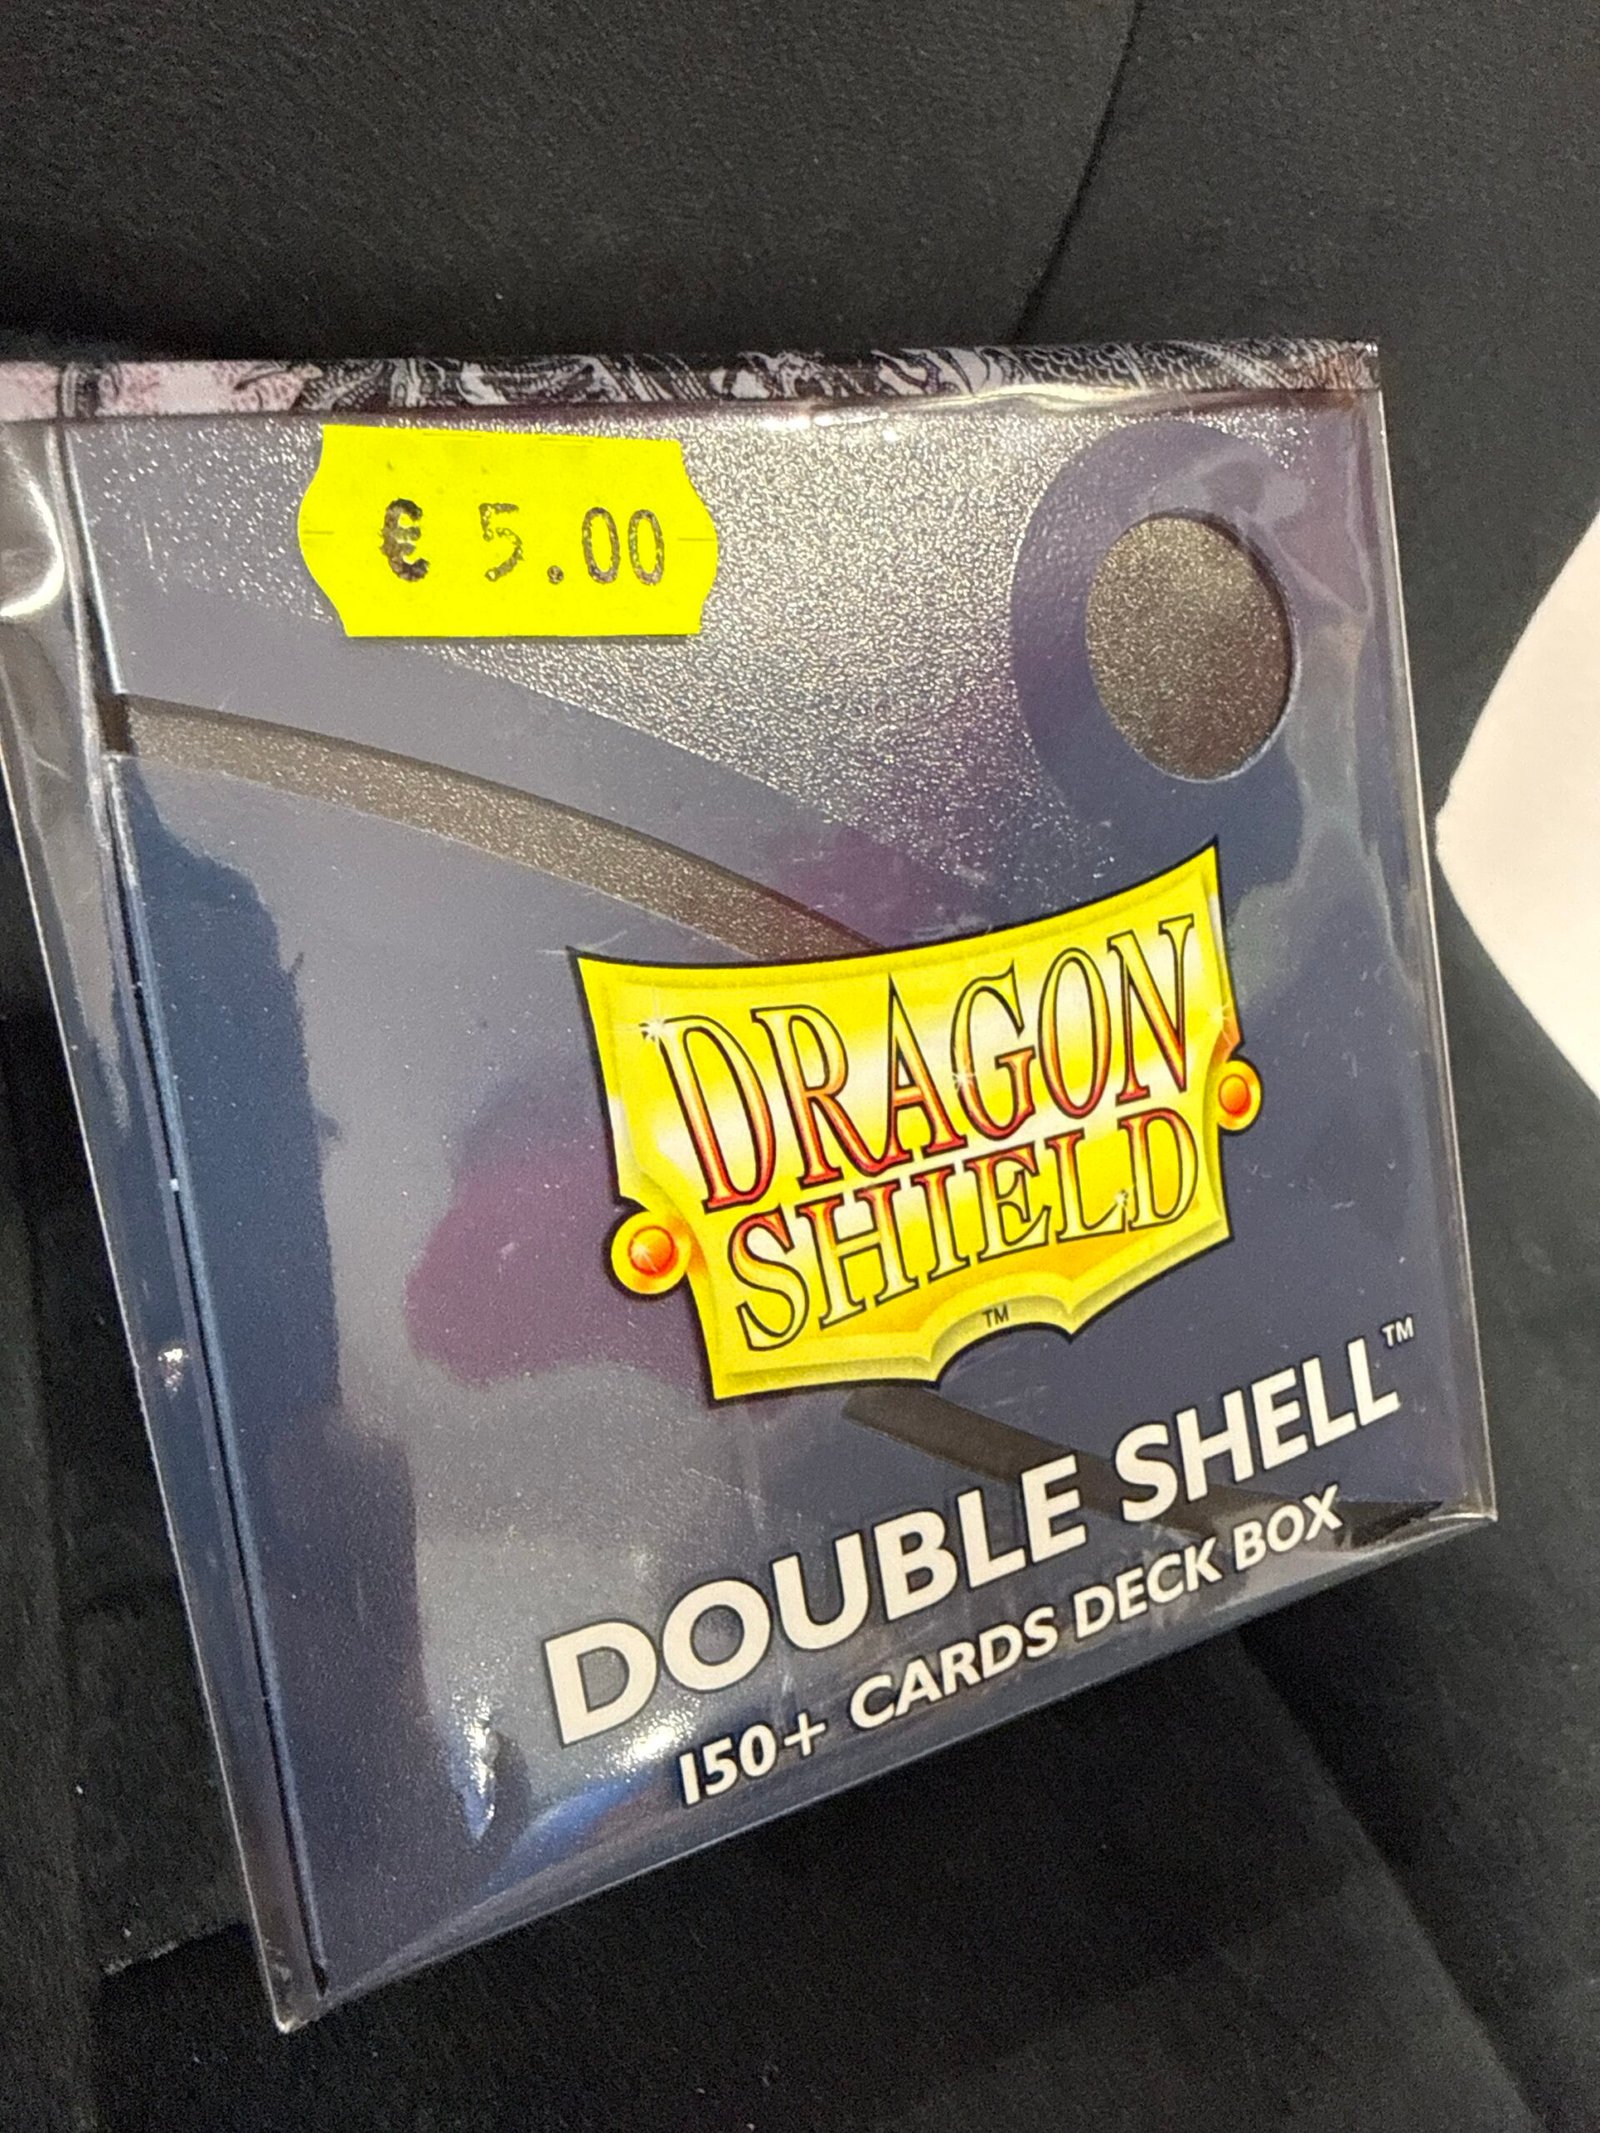 € 5.00
DRAGON
SHIELD
TM
DOUBLE SHELL™
150+ CARDS DECK BOX